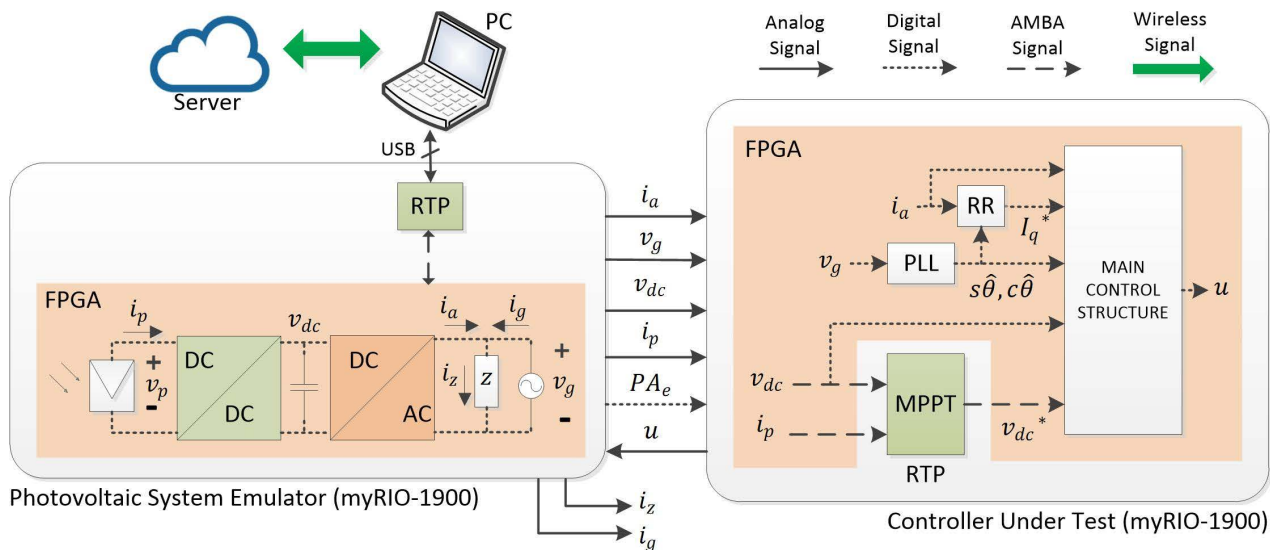 PC
Server
USB
RTP
Analog
Signal
Digital
Signal
AMBA
Signal
Wireless
Signal
FPGA
i_p
v_p
+
-
DC
DC
v_dc
DC
AC
i_a
i_g
i_z
z
+
v_g
-
Photovoltaic System Emulator (myRIO-1900)
i_a
v_g
v_dc
i_p
PA_e
u
i_z
i_g
FPGA
i_a
RR
I_q*
v_g
PLL
sθ̂, cθ̂
MAIN
CONTROL
STRUCTURE
u
v_dc
i_p
MPPT
v_dc*
RTP
Controller Under Test (myRIO-1900)